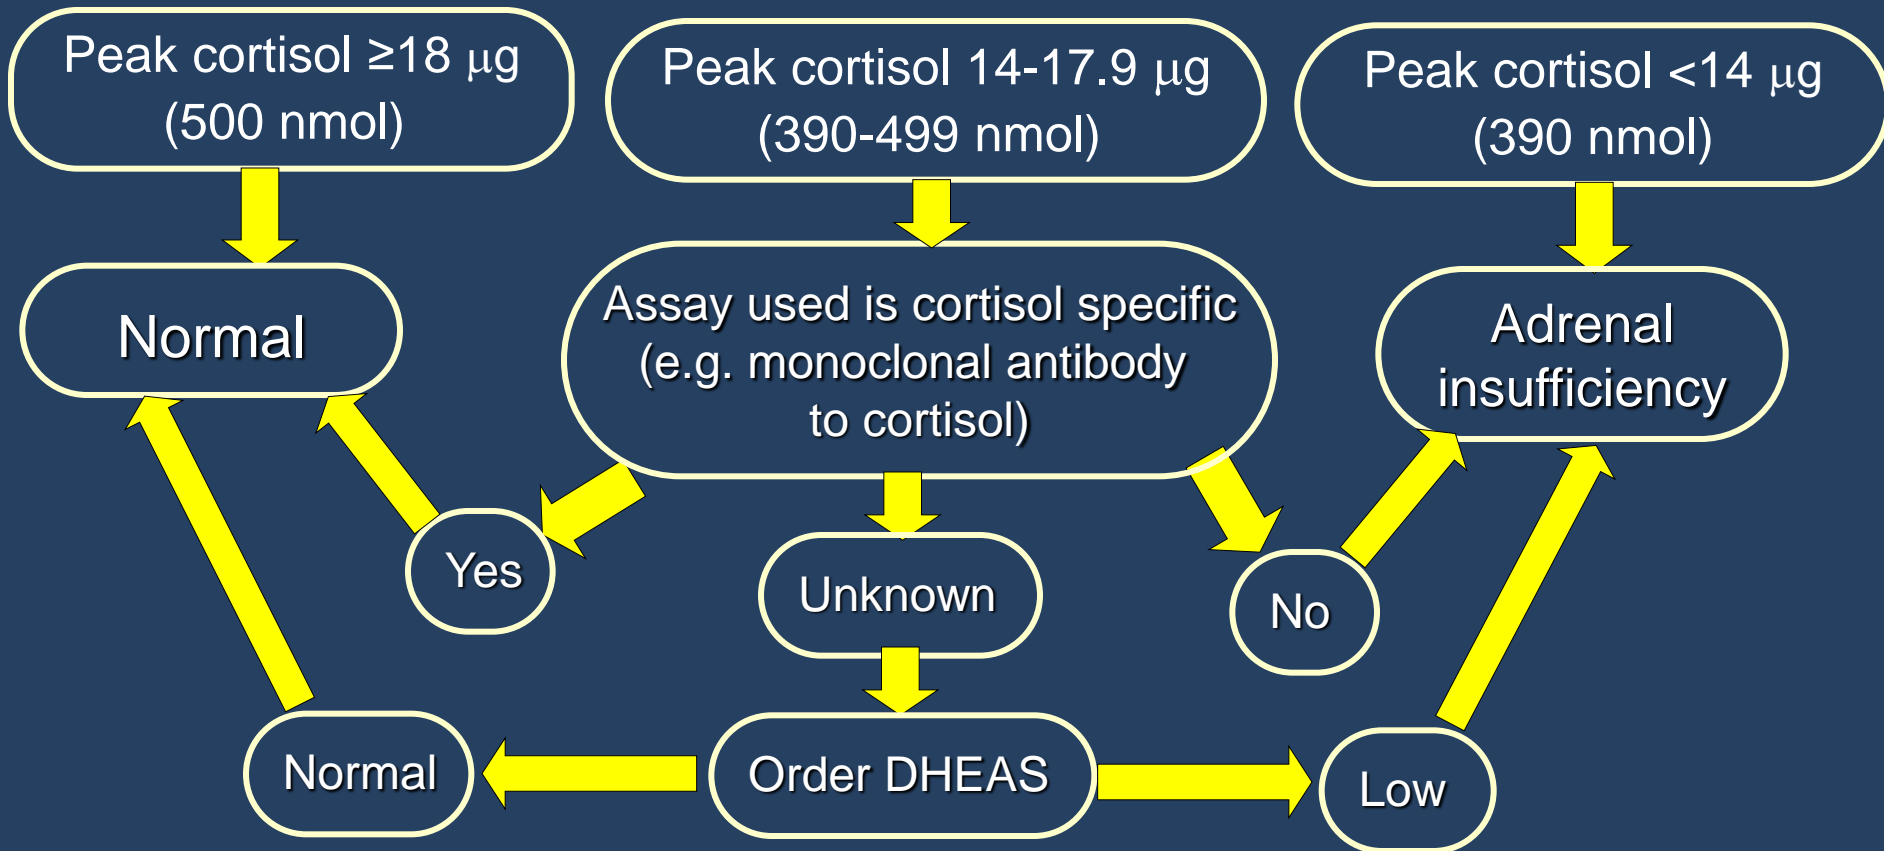 Peak cortisol ≥18 μg
(500 nmol)
Peak cortisol 14-17.9 μg
(390-499 nmol)
Peak cortisol <14 μg
(390 nmol)
Normal
Assay used is cortisol specific
(e.g. monoclonal antibody
to cortisol)
Adrenal
insufficiency
Yes
Unknown
No
Normal
Order DHEAS
Low